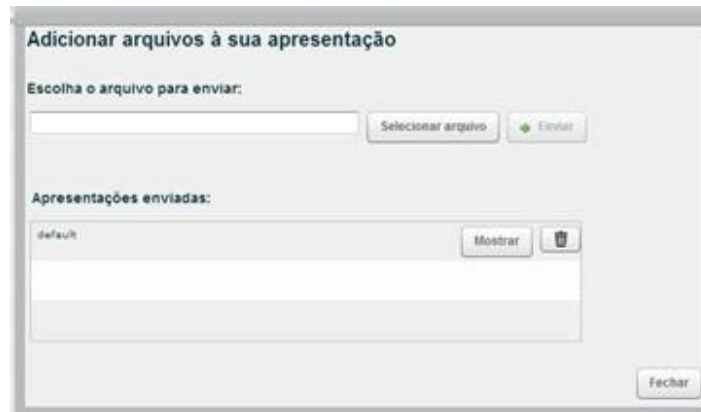 Adicionar arquivos à sua apresentação
Escolha o arquivo para enviar:
Selecionar arquivo
Enviar
Apresentações enviadas:
default
Mostrar
Fechar